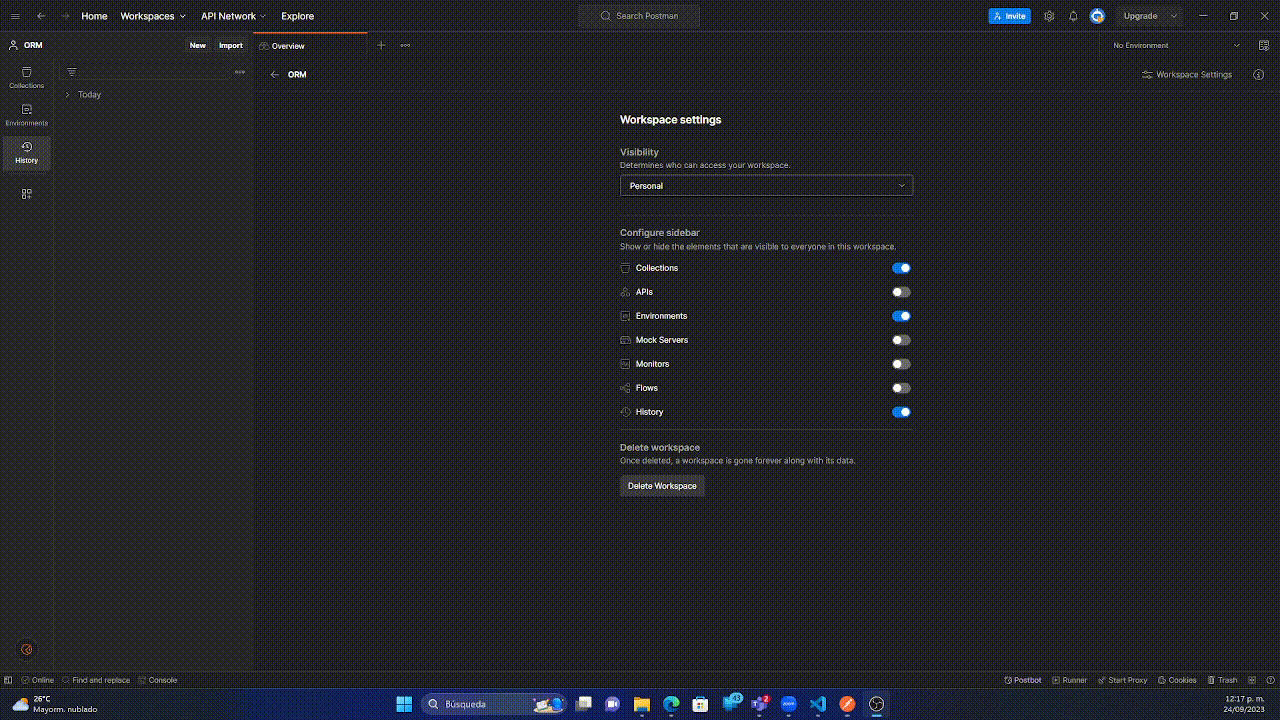 Home Workspaces API Network Explore Search Postman Invite Upgrade
ORM New Import Overview No Environment
Collections
Environments
History
Today
ORM Workspace Settings
Workspace settings
Visibility
Determines who can access your workspace.
Personal
Configure sidebar
Show or hide the elements that are visible to everyone in this workspace.
Collections
APIs
Environments
Mock Servers
Monitors
Flows
History
Delete workspace
Once deleted, a workspace is gone forever along with its data.
Delete Workspace
Online Find and replace Console Postbot Runner Start Proxy Cookies Trash
26°C
Mayorm. nublado
Búsqueda
43
2
zoom
12:17 p. m.
24/09/2023